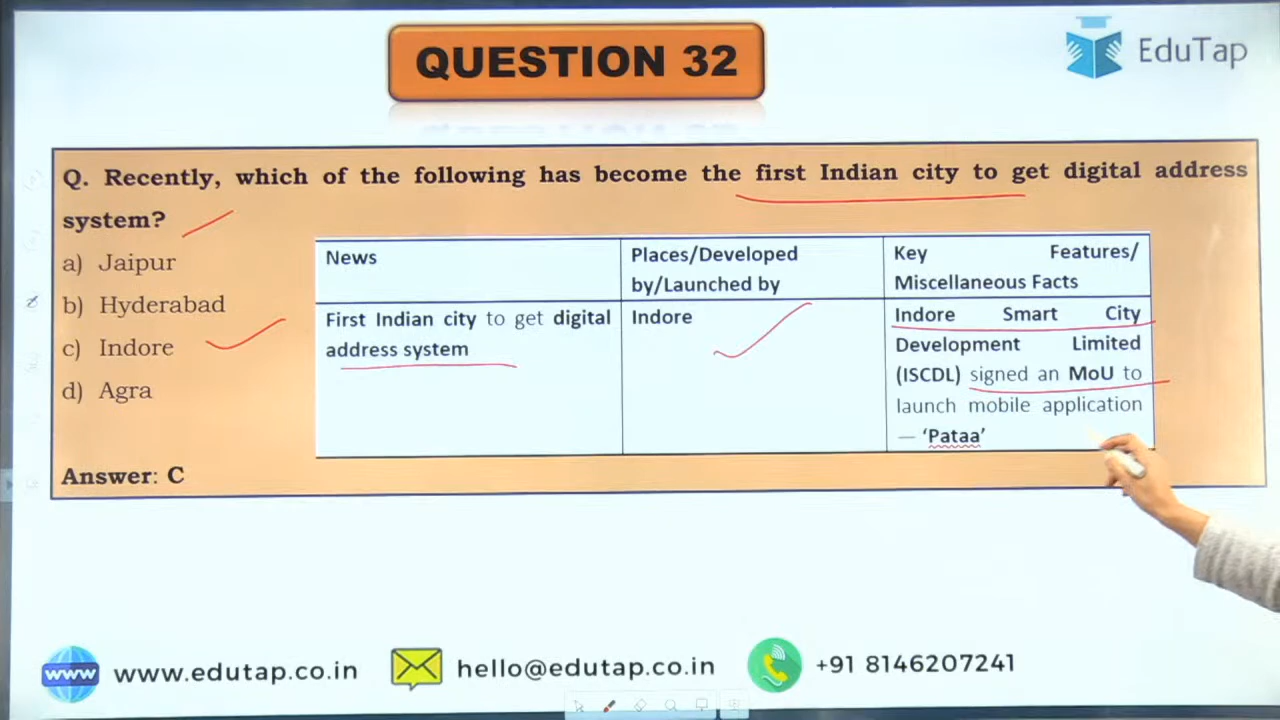 QUESTION 32
EduTap
Q. Recently, which of the following has become the first Indian city to get digital address
system?
a) Jaipur
b) Hyderabad
c) Indore
d) Agra
News
Places/Developed
by/Launched by
Key Features/
Miscellaneous Facts
First Indian city to get digital
address system
Indore
Indore Smart City
Development Limited
(ISCDL) signed an MoU to
launch mobile application
— ‘Pataa’
Answer: C
www
www.edutap.co.in
hello@edutap.co.in
+91 8146207241